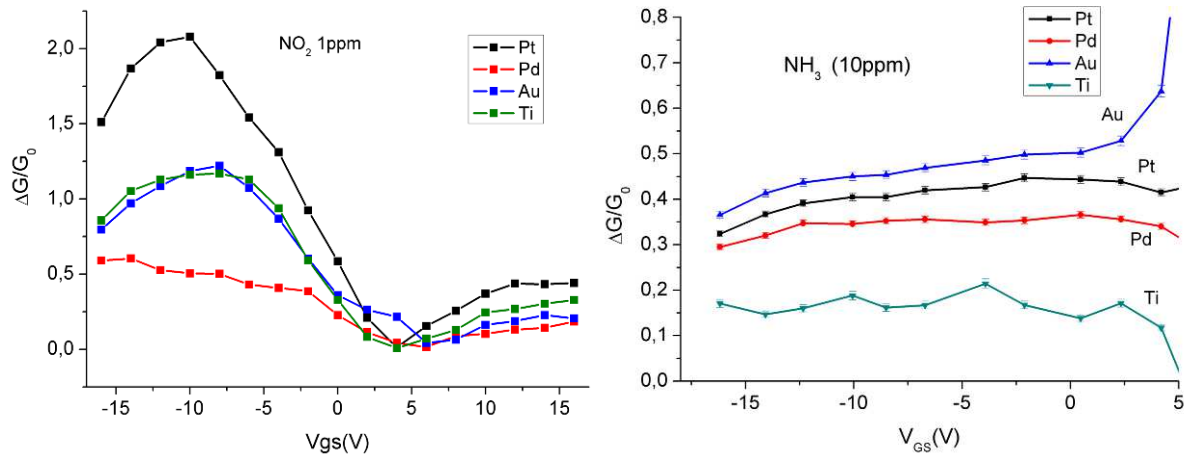 NO₂ 1ppm
Pt
Pd
Au
Ti
2,0
1,5
1,0
0,5
0,0
ΔG/G₀
-15 -10 -5 0 5 10 15
Vgs(V)
NH₃ (10ppm)
Pt
Pd
Au
Ti
0,8
0,7
0,6
0,5
0,4
0,3
0,2
0,1
0,0
ΔG/G₀
Au
Pt
Pd
Ti
-15 -10 -5 0 5
V_GS(V)